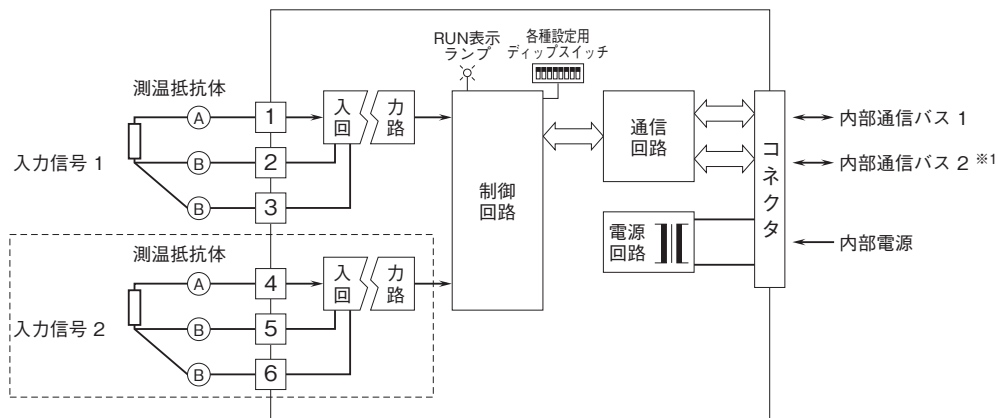 RUN表示
ランプ
各種設定用
ディップスイッチ
測温抵抗体
入力信号 1
A
B
B
1
2
3
入 力
回 路
制御
回路
通信
回路
電源
回路
コネクタ
内部通信バス 1
内部通信バス 2 ※1
内部電源
測温抵抗体
入力信号 2
A
B
B
4
5
6
入 力
回 路